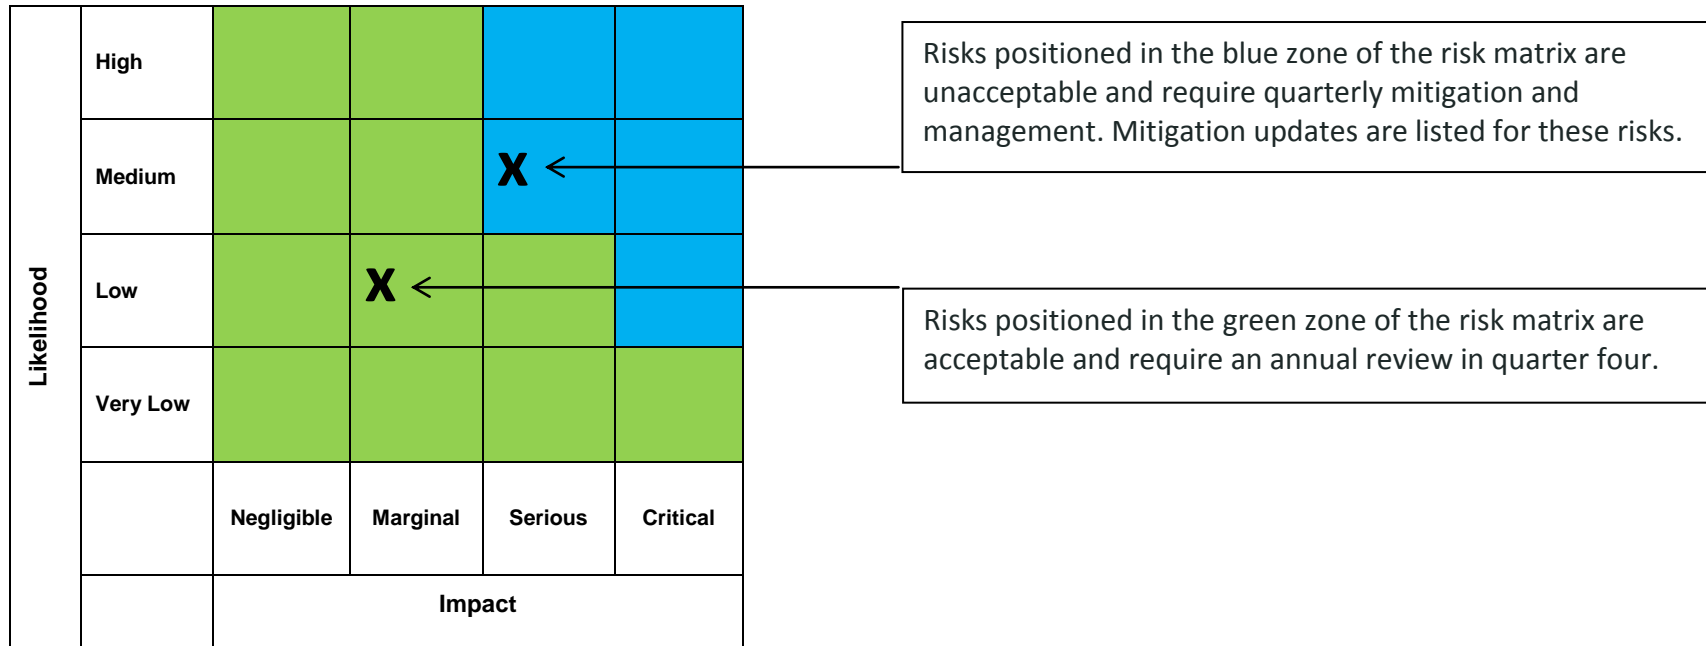 High
Risks positioned in the blue zone of the risk matrix are
unacceptable and require quarterly mitigation and
management. Mitigation updates are listed for these risks.
Medium
X
Likelihood
Low
X
Risks positioned in the green zone of the risk matrix are
acceptable and require an annual review in quarter four.
Very Low
Negligible
Marginal
Serious
Critical
Impact